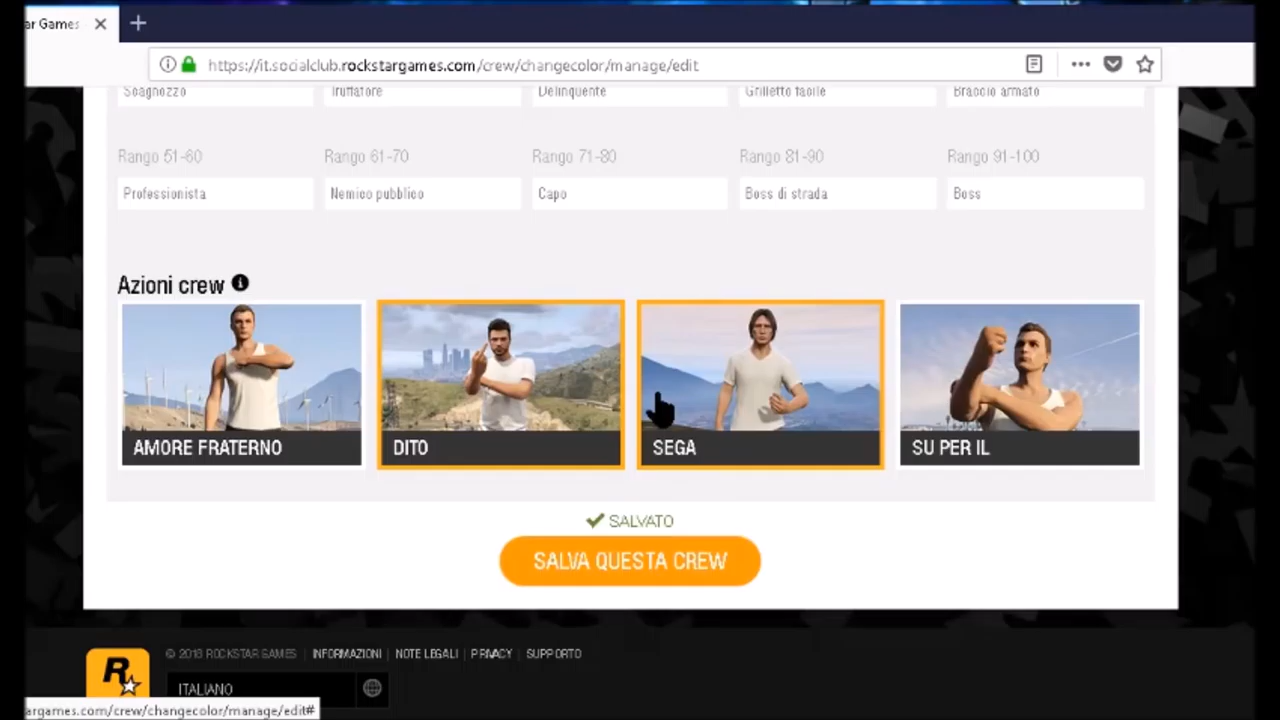 ar Games
https://it.socialclub.rockstargames.com/crew/changecolor/manage/edit
Scagnozzo Truffatore Delinquente Grilletto facile Braccio armato
Rango 51-60 Rango 61-70 Rango 71-80 Rango 81-90 Rango 91-100
Professionista Nemico pubblico Capo Boss di strada Boss
Azioni crew
AMORE FRATERNO DITO SEGA SU PER IL
SALVATO
SALVA QUESTA CREW
© 2018 ROCKSTAR GAMES INFORMAZIONI NOTE LEGALI PRIVACY SUPPORTO
R
ITALIANO
argames.com/crew/changecolor/manage/edit#